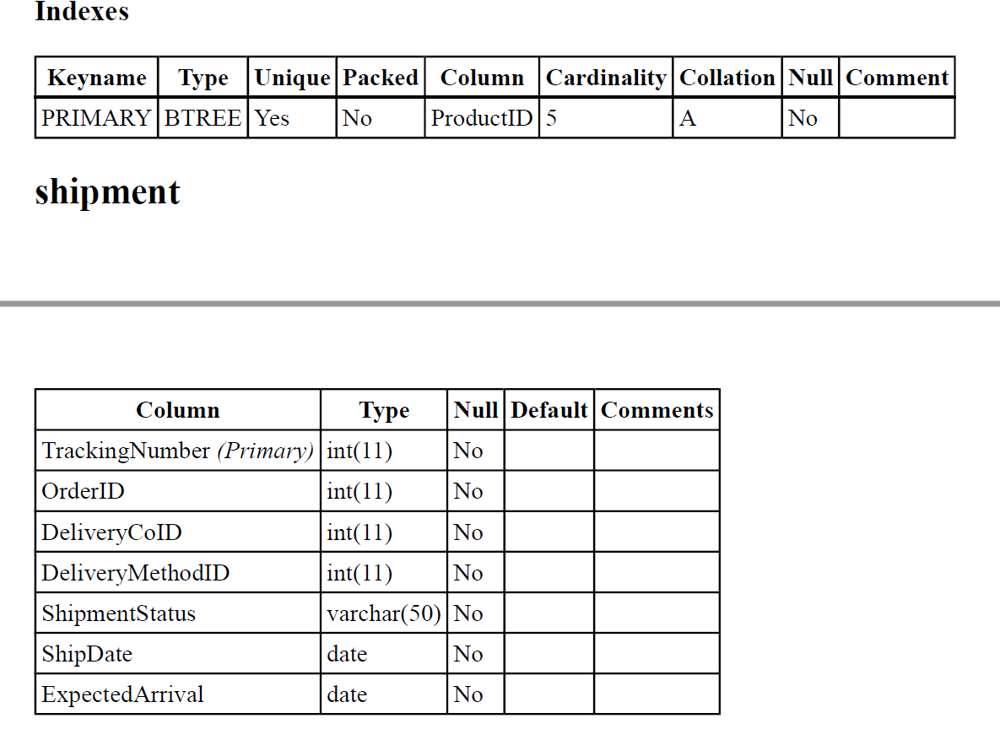 Indexes
Keyname Type Unique Packed Column Cardinality Collation Null Comment
PRIMARY BTREE Yes No ProductID 5 A No
shipment
Column Type Null Default Comments
TrackingNumber (Primary) int(11) No
OrderID int(11) No
DeliveryCoID int(11) No
DeliveryMethodID int(11) No
ShipmentStatus varchar(50) No
ShipDate date No
ExpectedArrival date No